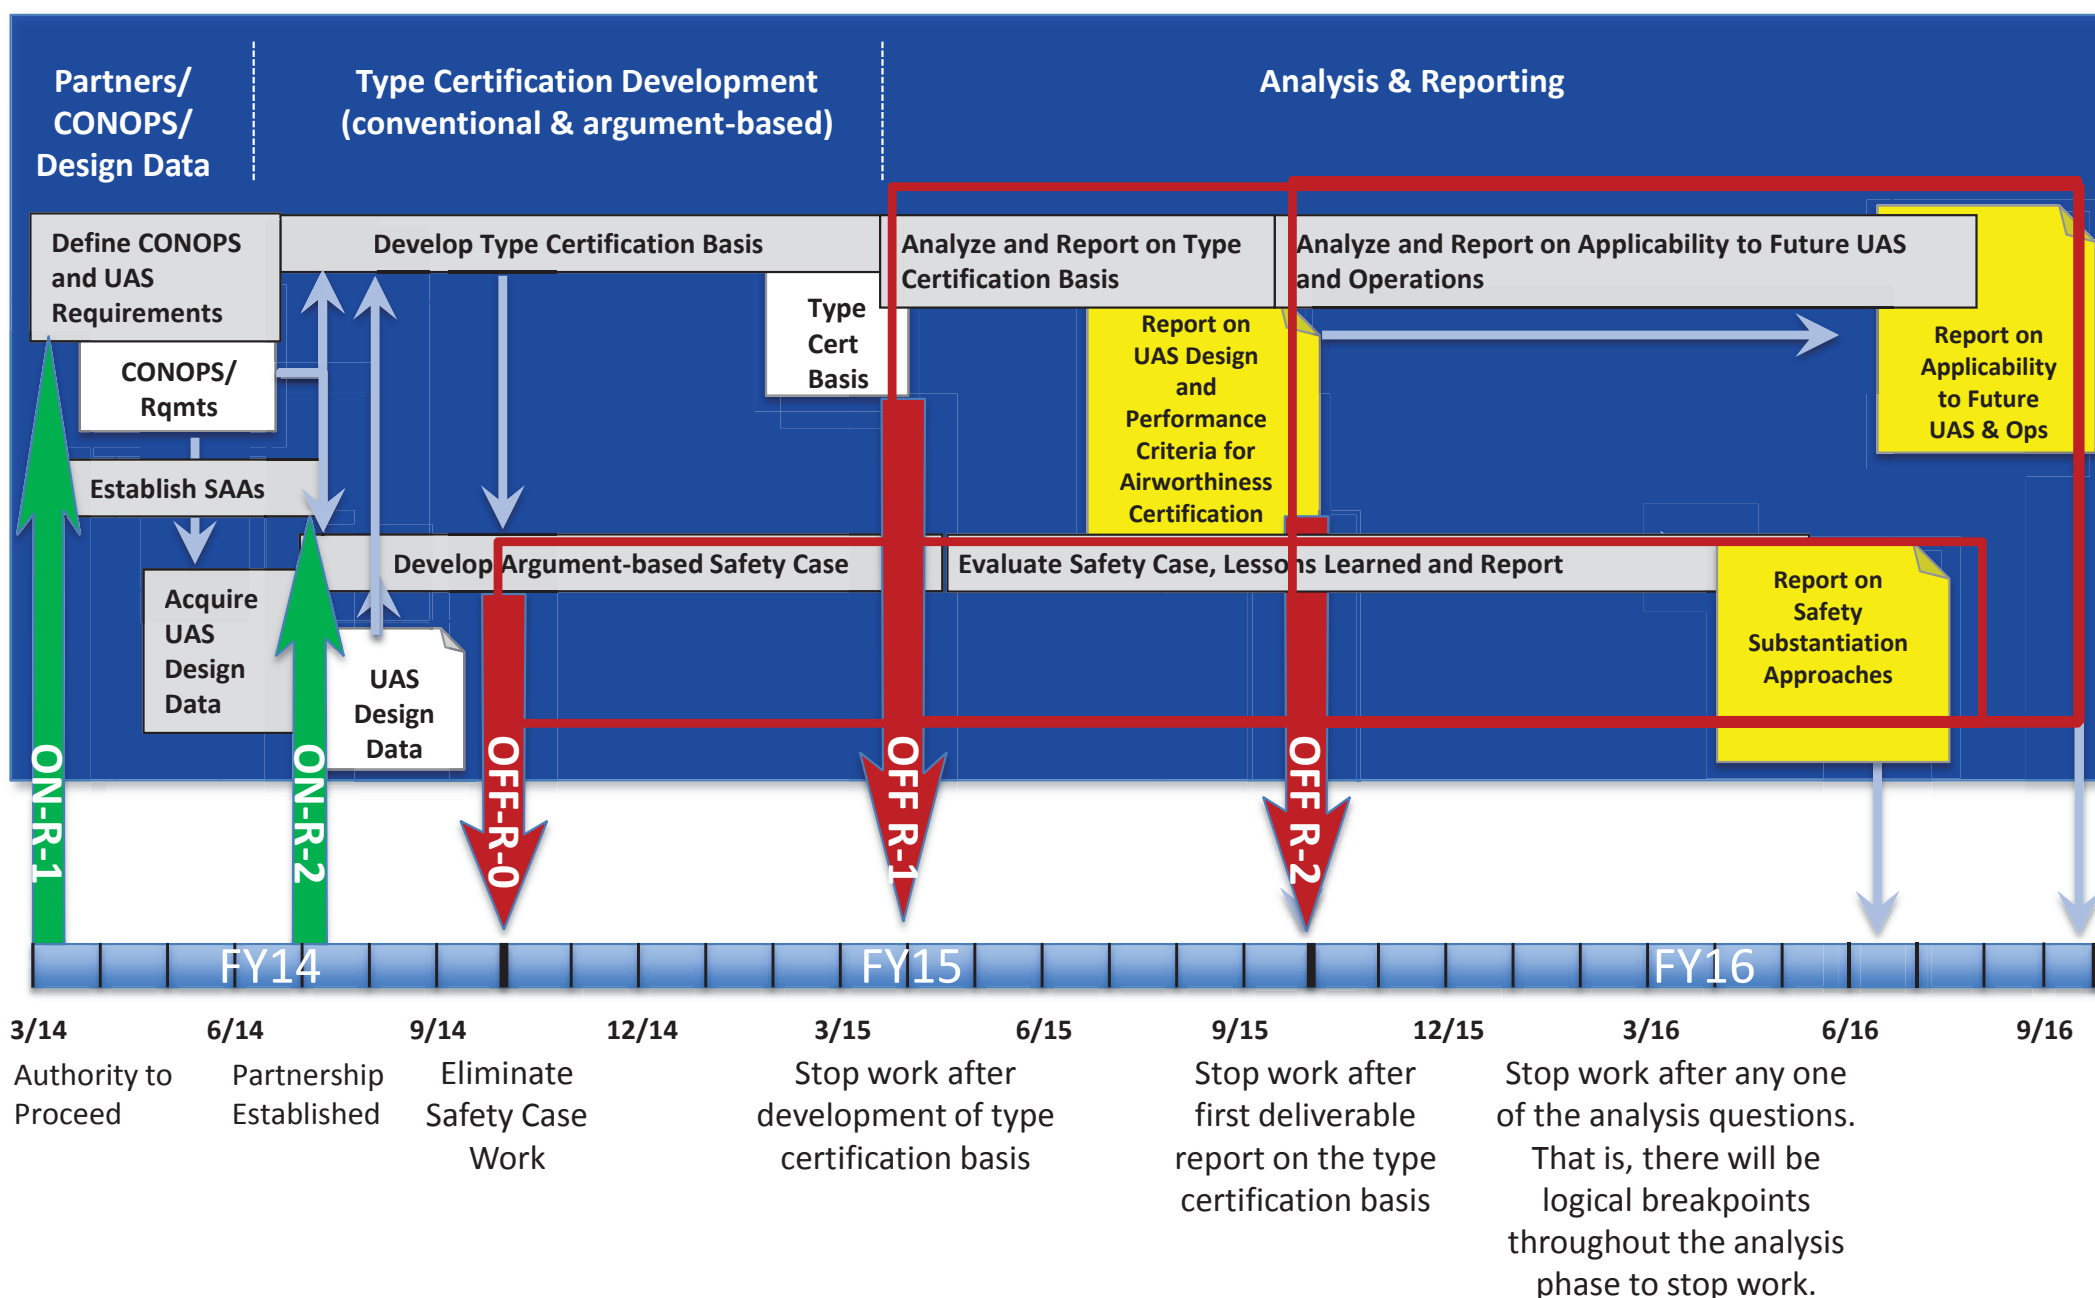 Partners/
CONOPS/
Design Data
Type Certification Development
(conventional & argument-based)
Analysis & Reporting
Define CONOPS
and UAS
Requirements
Develop Type Certification Basis
Analyze and Report on Type
Certification Basis
Analyze and Report on Applicability to Future UAS
and Operations
CONOPS/
Rqmts
Type
Cert
Basis
Report on
UAS Design
and
Performance
Criteria for
Airworthiness
Certification
Report on
Applicability
to Future
UAS & Ops
Establish SAAs
Develop Argument-based Safety Case
Evaluate Safety Case, Lessons Learned and Report
Acquire
UAS
Design
Data
UAS
Design
Data
Report on
Safety
Substantiation
Approaches
ON-R-1
ON-R-2
OFF-R-0
OFF R-1
OFF R-2
FY14
FY15
FY16
3/14
6/14
9/14
12/14
3/15
6/15
9/15
12/15
3/16
6/16
9/16
Authority to
Proceed
Partnership
Established
Eliminate
Safety Case
Work
Stop work after
development of type
certification basis
Stop work after
first deliverable
report on the type
certification basis
Stop work after any one
of the analysis questions.
That is, there will be
logical breakpoints
throughout the analysis
phase to stop work.